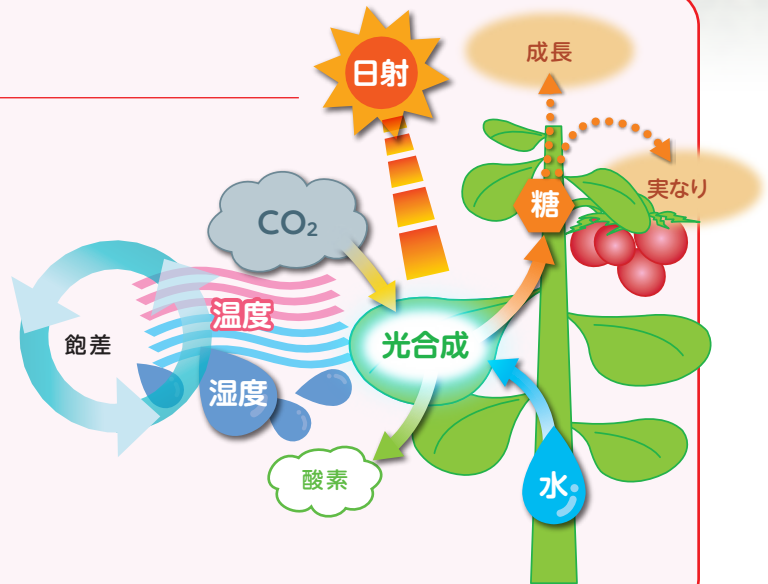 成長
日射
実なり
糖
CO₂
温度
飽差
光合成
湿度
酸素
水